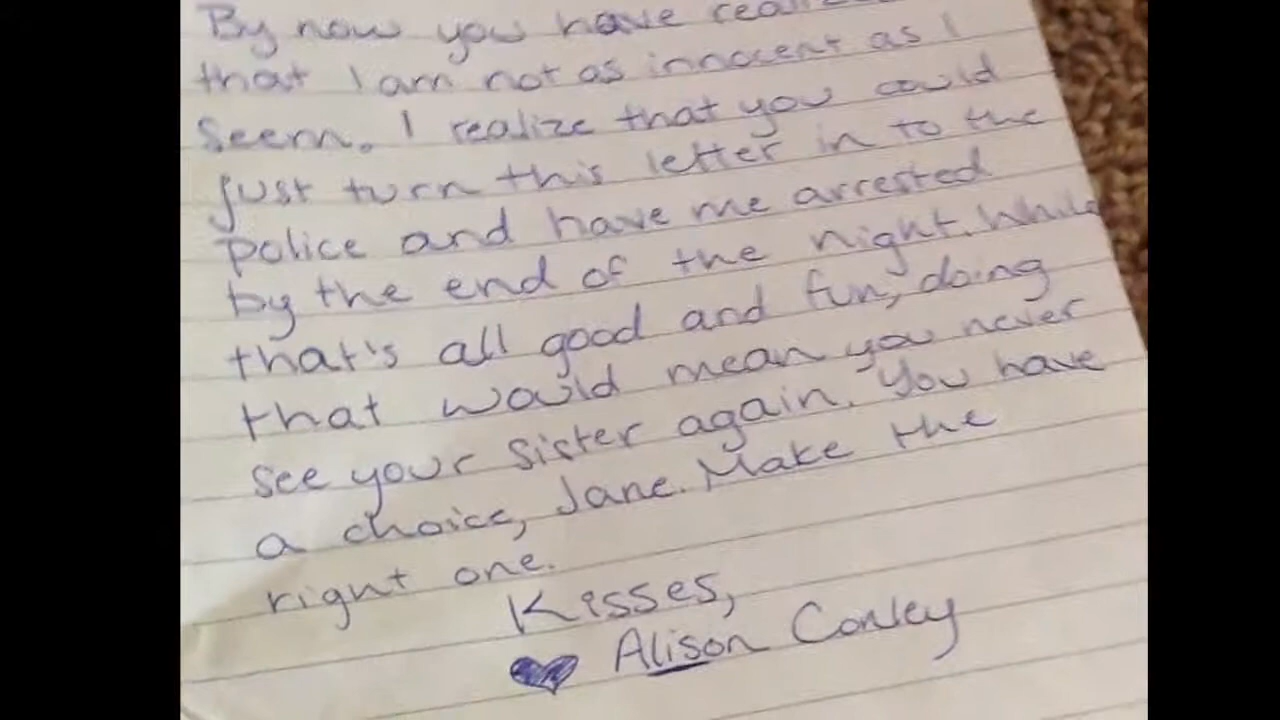 By now you have
that I am not as innocent as I
seem. I realize that you could
just turn this letter in to the
police and have me arrested
by the end of the night. While
that's all good and fun, doing
that would mean you never
see your sister again. You have
a choice, Jane. Make the
right one.
Kisses,
♥ Alison Conley